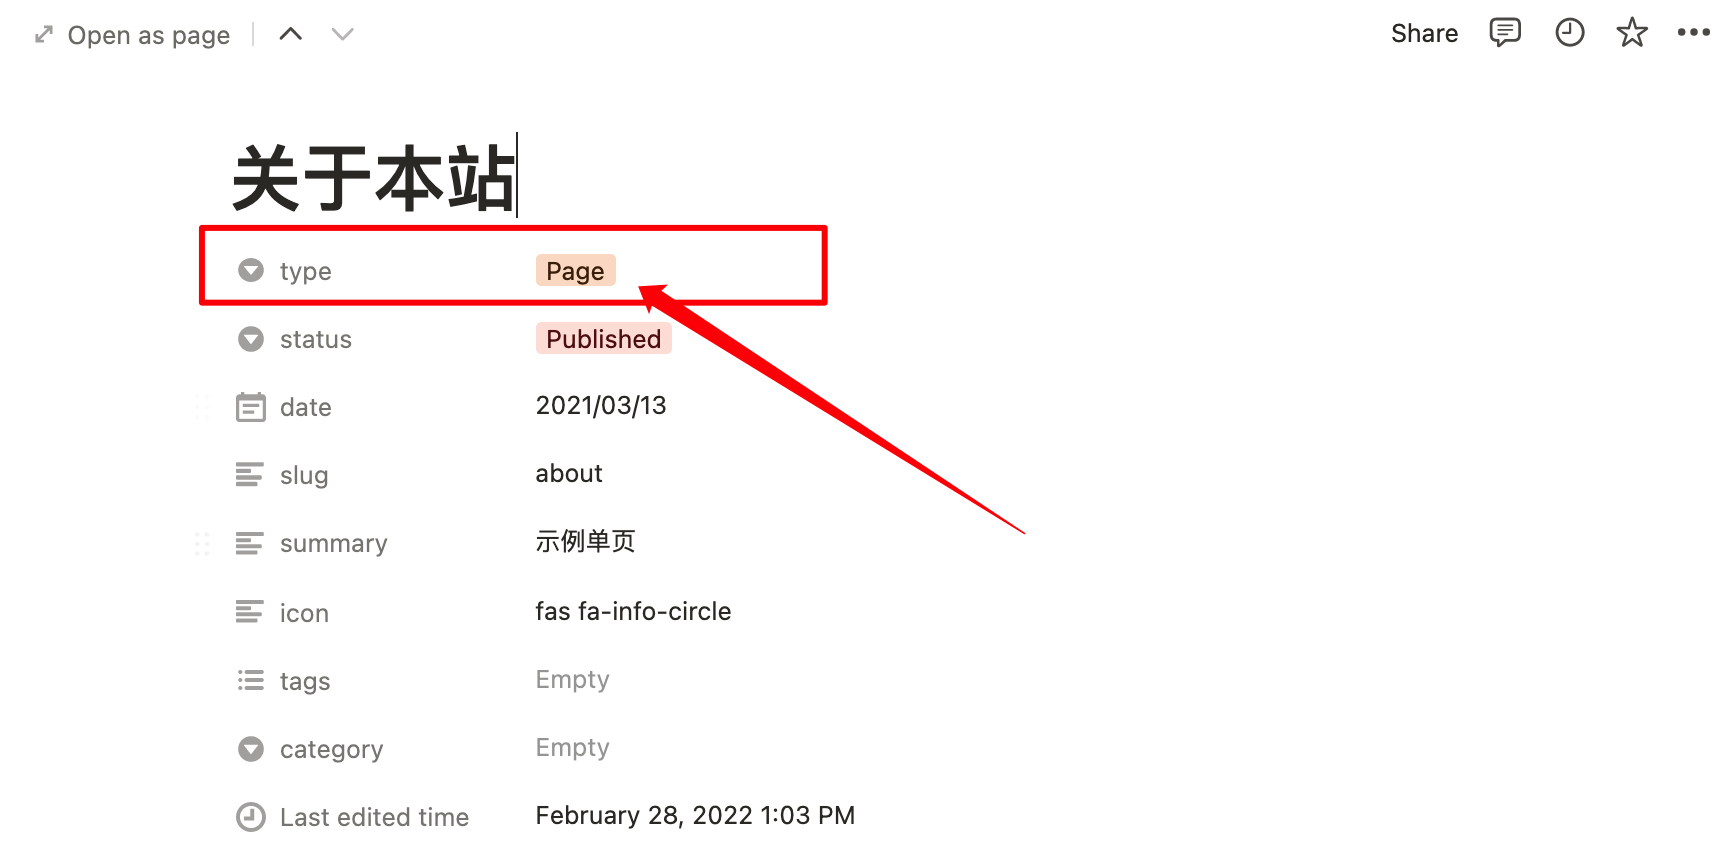 Open as page
Share
关于本站
type Page
status Published
date 2021/03/13
slug about
summary 示例单页
icon fas fa-info-circle
tags Empty
category Empty
Last edited time February 28, 2022 1:03 PM